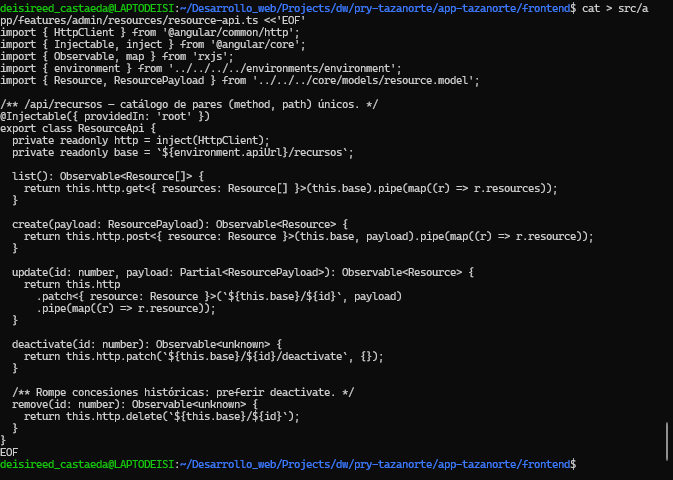 deisireed_castaeda@LAPTODEISI:~/Desarrollo_web/Projects/dw/pry-tazanorte/app-tazanorte/frontend$ cat > src/a
pp/features/admin/resources/resource-api.ts <<'EOF'
import { HttpClient } from '@angular/common/http';
import { Injectable, inject } from '@angular/core';
import { Observable, map } from 'rxjs';
import { environment } from '../../../../environments/environment';
import { Resource, ResourcePayload } from '../../../core/models/resource.model';

/** /api/recursos — catálogo de pares (method, path) únicos. */
@Injectable({ providedIn: 'root' })
export class ResourceApi {
  private readonly http = inject(HttpClient);
  private readonly base = `${environment.apiUrl}/recursos`;

  list(): Observable<Resource[]> {
    return this.http.get<{ resources: Resource[] }>(this.base).pipe(map((r) => r.resources));
  }

  create(payload: ResourcePayload): Observable<Resource> {
    return this.http.post<{ resource: Resource }>(this.base, payload).pipe(map((r) => r.resource));
  }

  update(id: number, payload: Partial<ResourcePayload>): Observable<Resource> {
    return this.http
      .patch<{ resource: Resource }>(`${this.base}/${id}`, payload)
      .pipe(map((r) => r.resource));
  }

  deactivate(id: number): Observable<unknown> {
    return this.http.patch(`${this.base}/${id}/deactivate`, {});
  }

  /** Rompe concesiones históricas: preferir deactivate. */
  remove(id: number): Observable<unknown> {
    return this.http.delete(`${this.base}/${id}`);
  }
}
EOF
deisireed_castaeda@LAPTODEISI:~/Desarrollo_web/Projects/dw/pry-tazanorte/app-tazanorte/frontend$